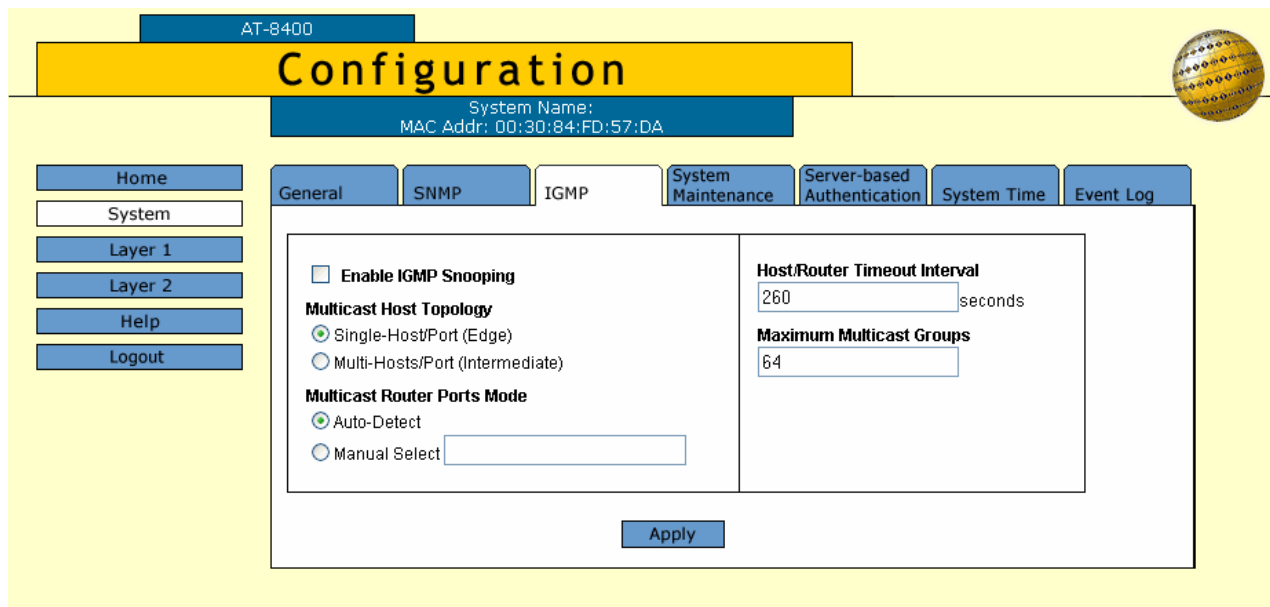 AT-8400
Configuration
System Name:
MAC Addr: 00:30:84:FD:57:DA
Home
System
Layer 1
Layer 2
Help
Logout
General
SNMP
IGMP
System
Maintenance
Server-based
Authentication
System Time
Event Log
Enable IGMP Snooping
Multicast Host Topology
Single-Host/Port (Edge)
Multi-Hosts/Port (Intermediate)
Multicast Router Ports Mode
Auto-Detect
Manual Select
Host/Router Timeout Interval
260 seconds
Maximum Multicast Groups
64
Apply